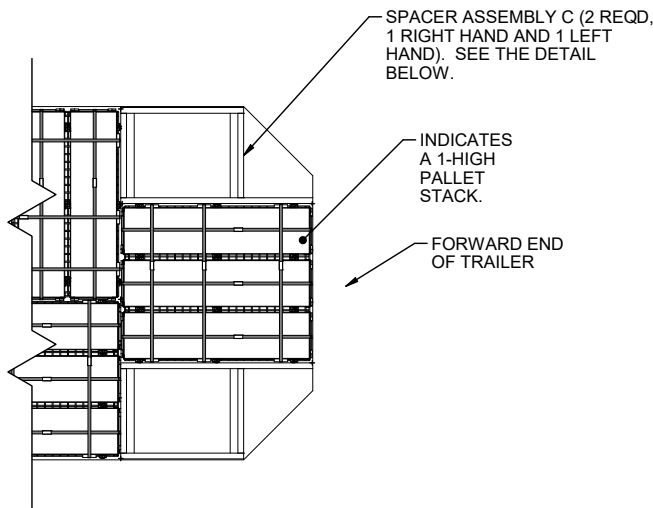 SPACER ASSEMBLY C (2 REQD,
1 RIGHT HAND AND 1 LEFT
HAND).  SEE THE DETAIL
BELOW.
INDICATES
A 1-HIGH
PALLET
STACK.
FORWARD END
OF TRAILER